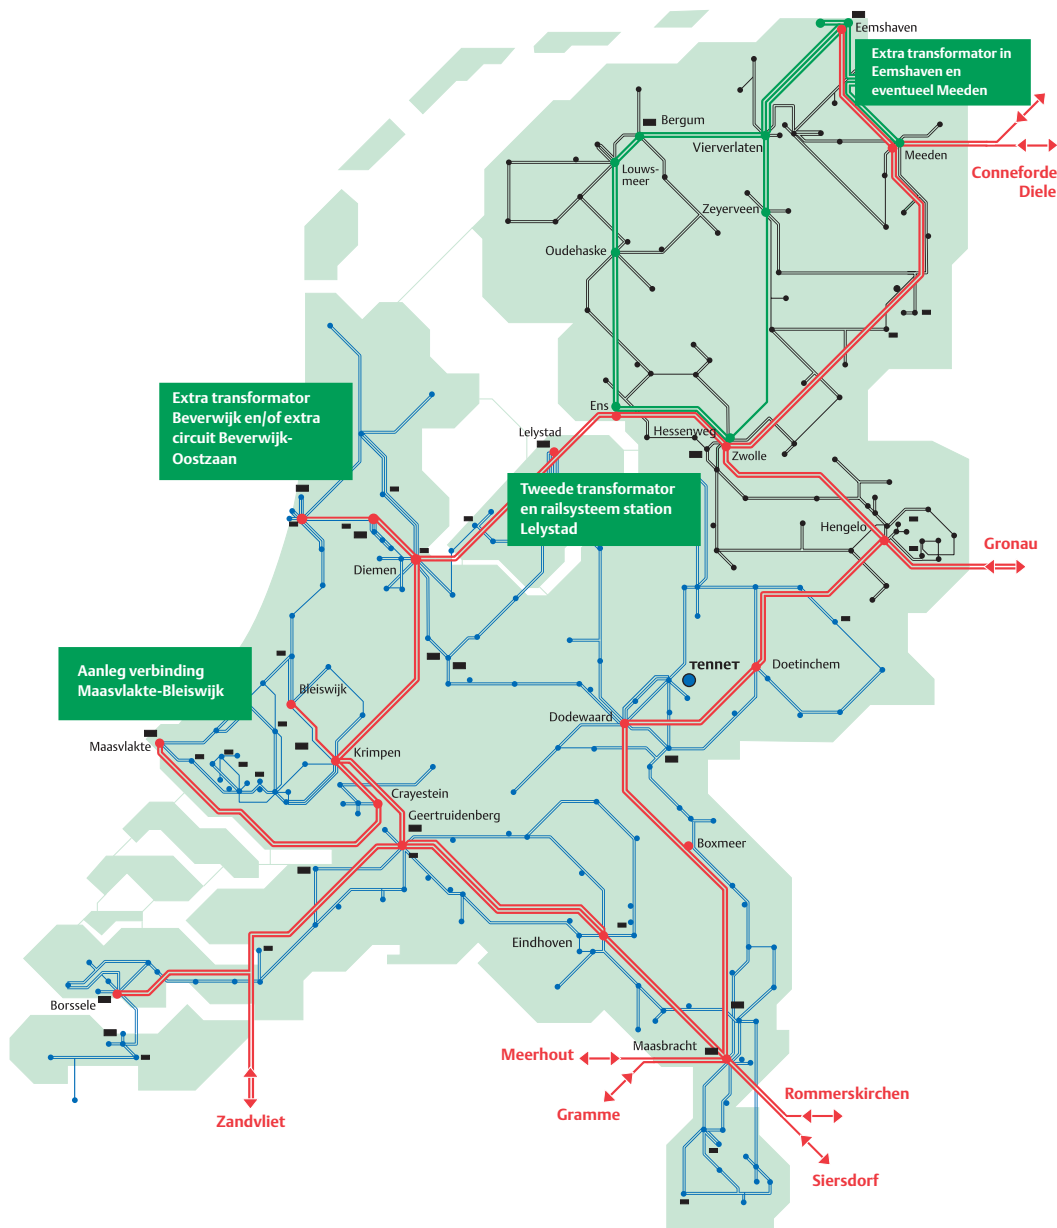 Eemshaven
Extra transformator in
Eemshaven en
eventueel Meeden
Bergum
Vierverlaten
Meeden
Louws-
meer
Conneforde
Diele
Zeyerveen
Oudehaske
Extra transformator
Beverwijk en/of extra
circuit Beverwijk-
Oostzaan
Ens
Lelystad
Hessenweg
Zwolle
Tweede transformator
en railsysteem station
Lelystad
Hengelo
Gronau
Diemen
Aanleg verbinding
Maasvlakte-Bleiswijk
TenneT
Doetinchem
Bleiswijk
Dodewaard
Maasvlakte
Krimpen
Crayestein
Geertruidenberg
Boxmeer
Eindhoven
Borssele
Maasbracht
Meerhout
Rommerskirchen
Gramme
Zandvliet
Siersdorf